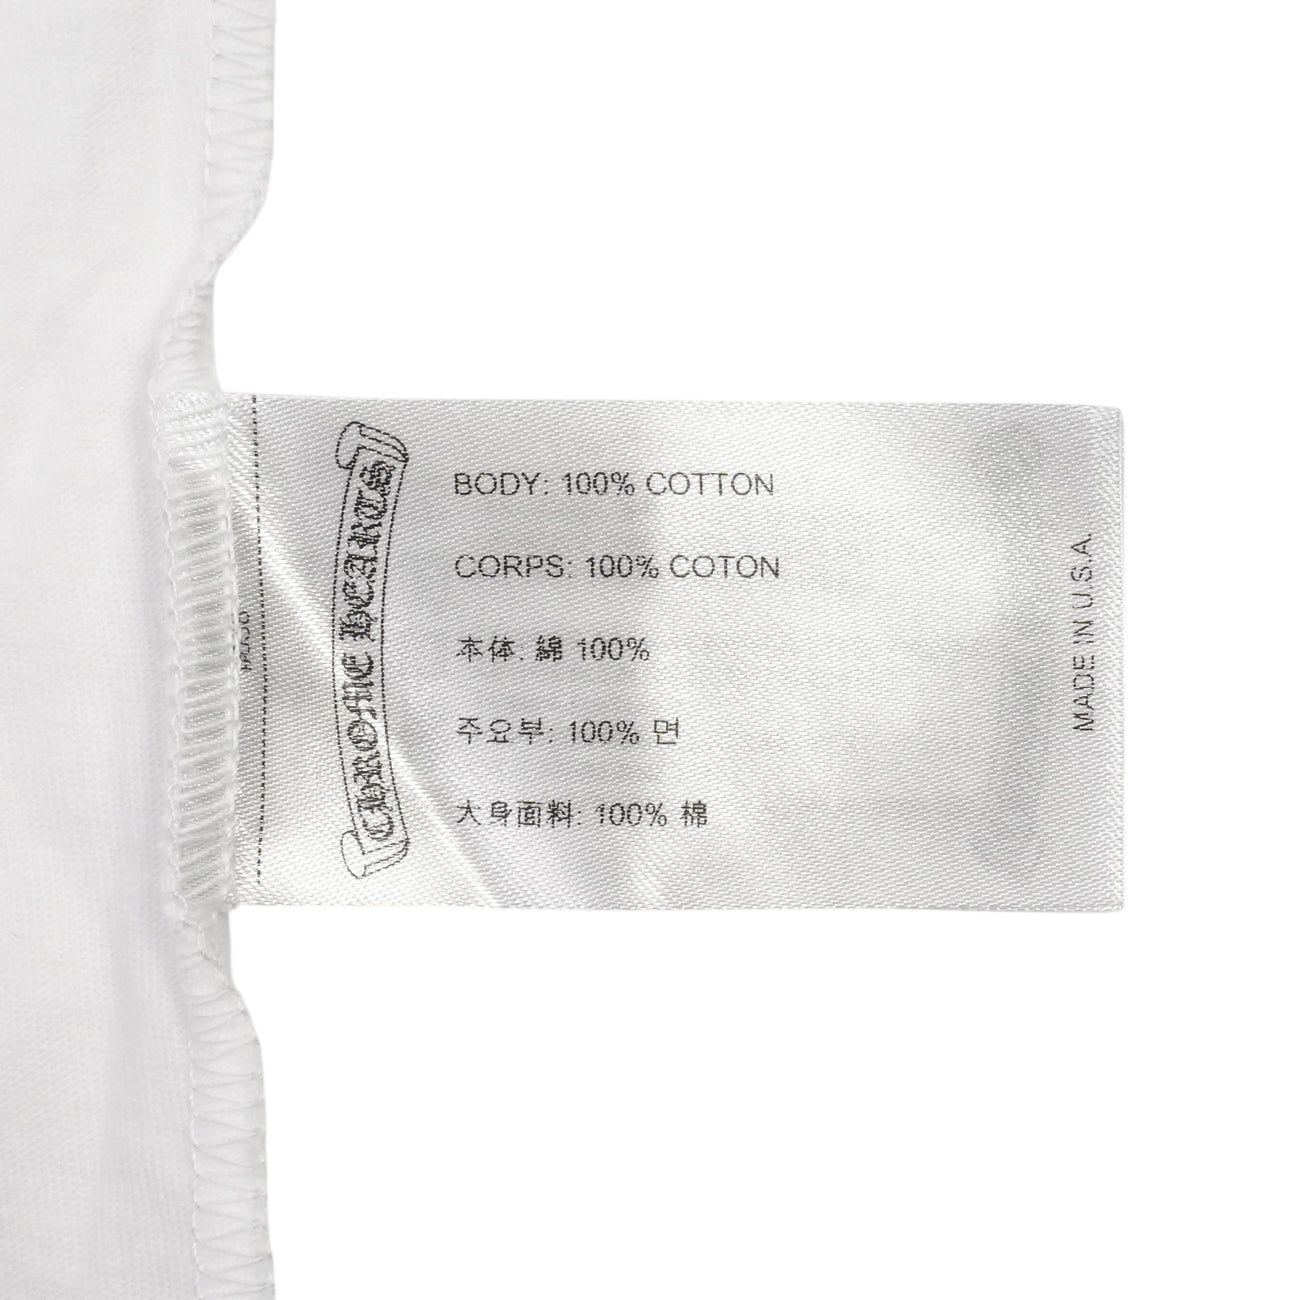 CHROME HEARTS
BODY: 100% COTTON
CORPS: 100% COTON
本体: 綿 100%
주요부: 100% 면
大身面料: 100% 棉
MADE IN U.S.A.